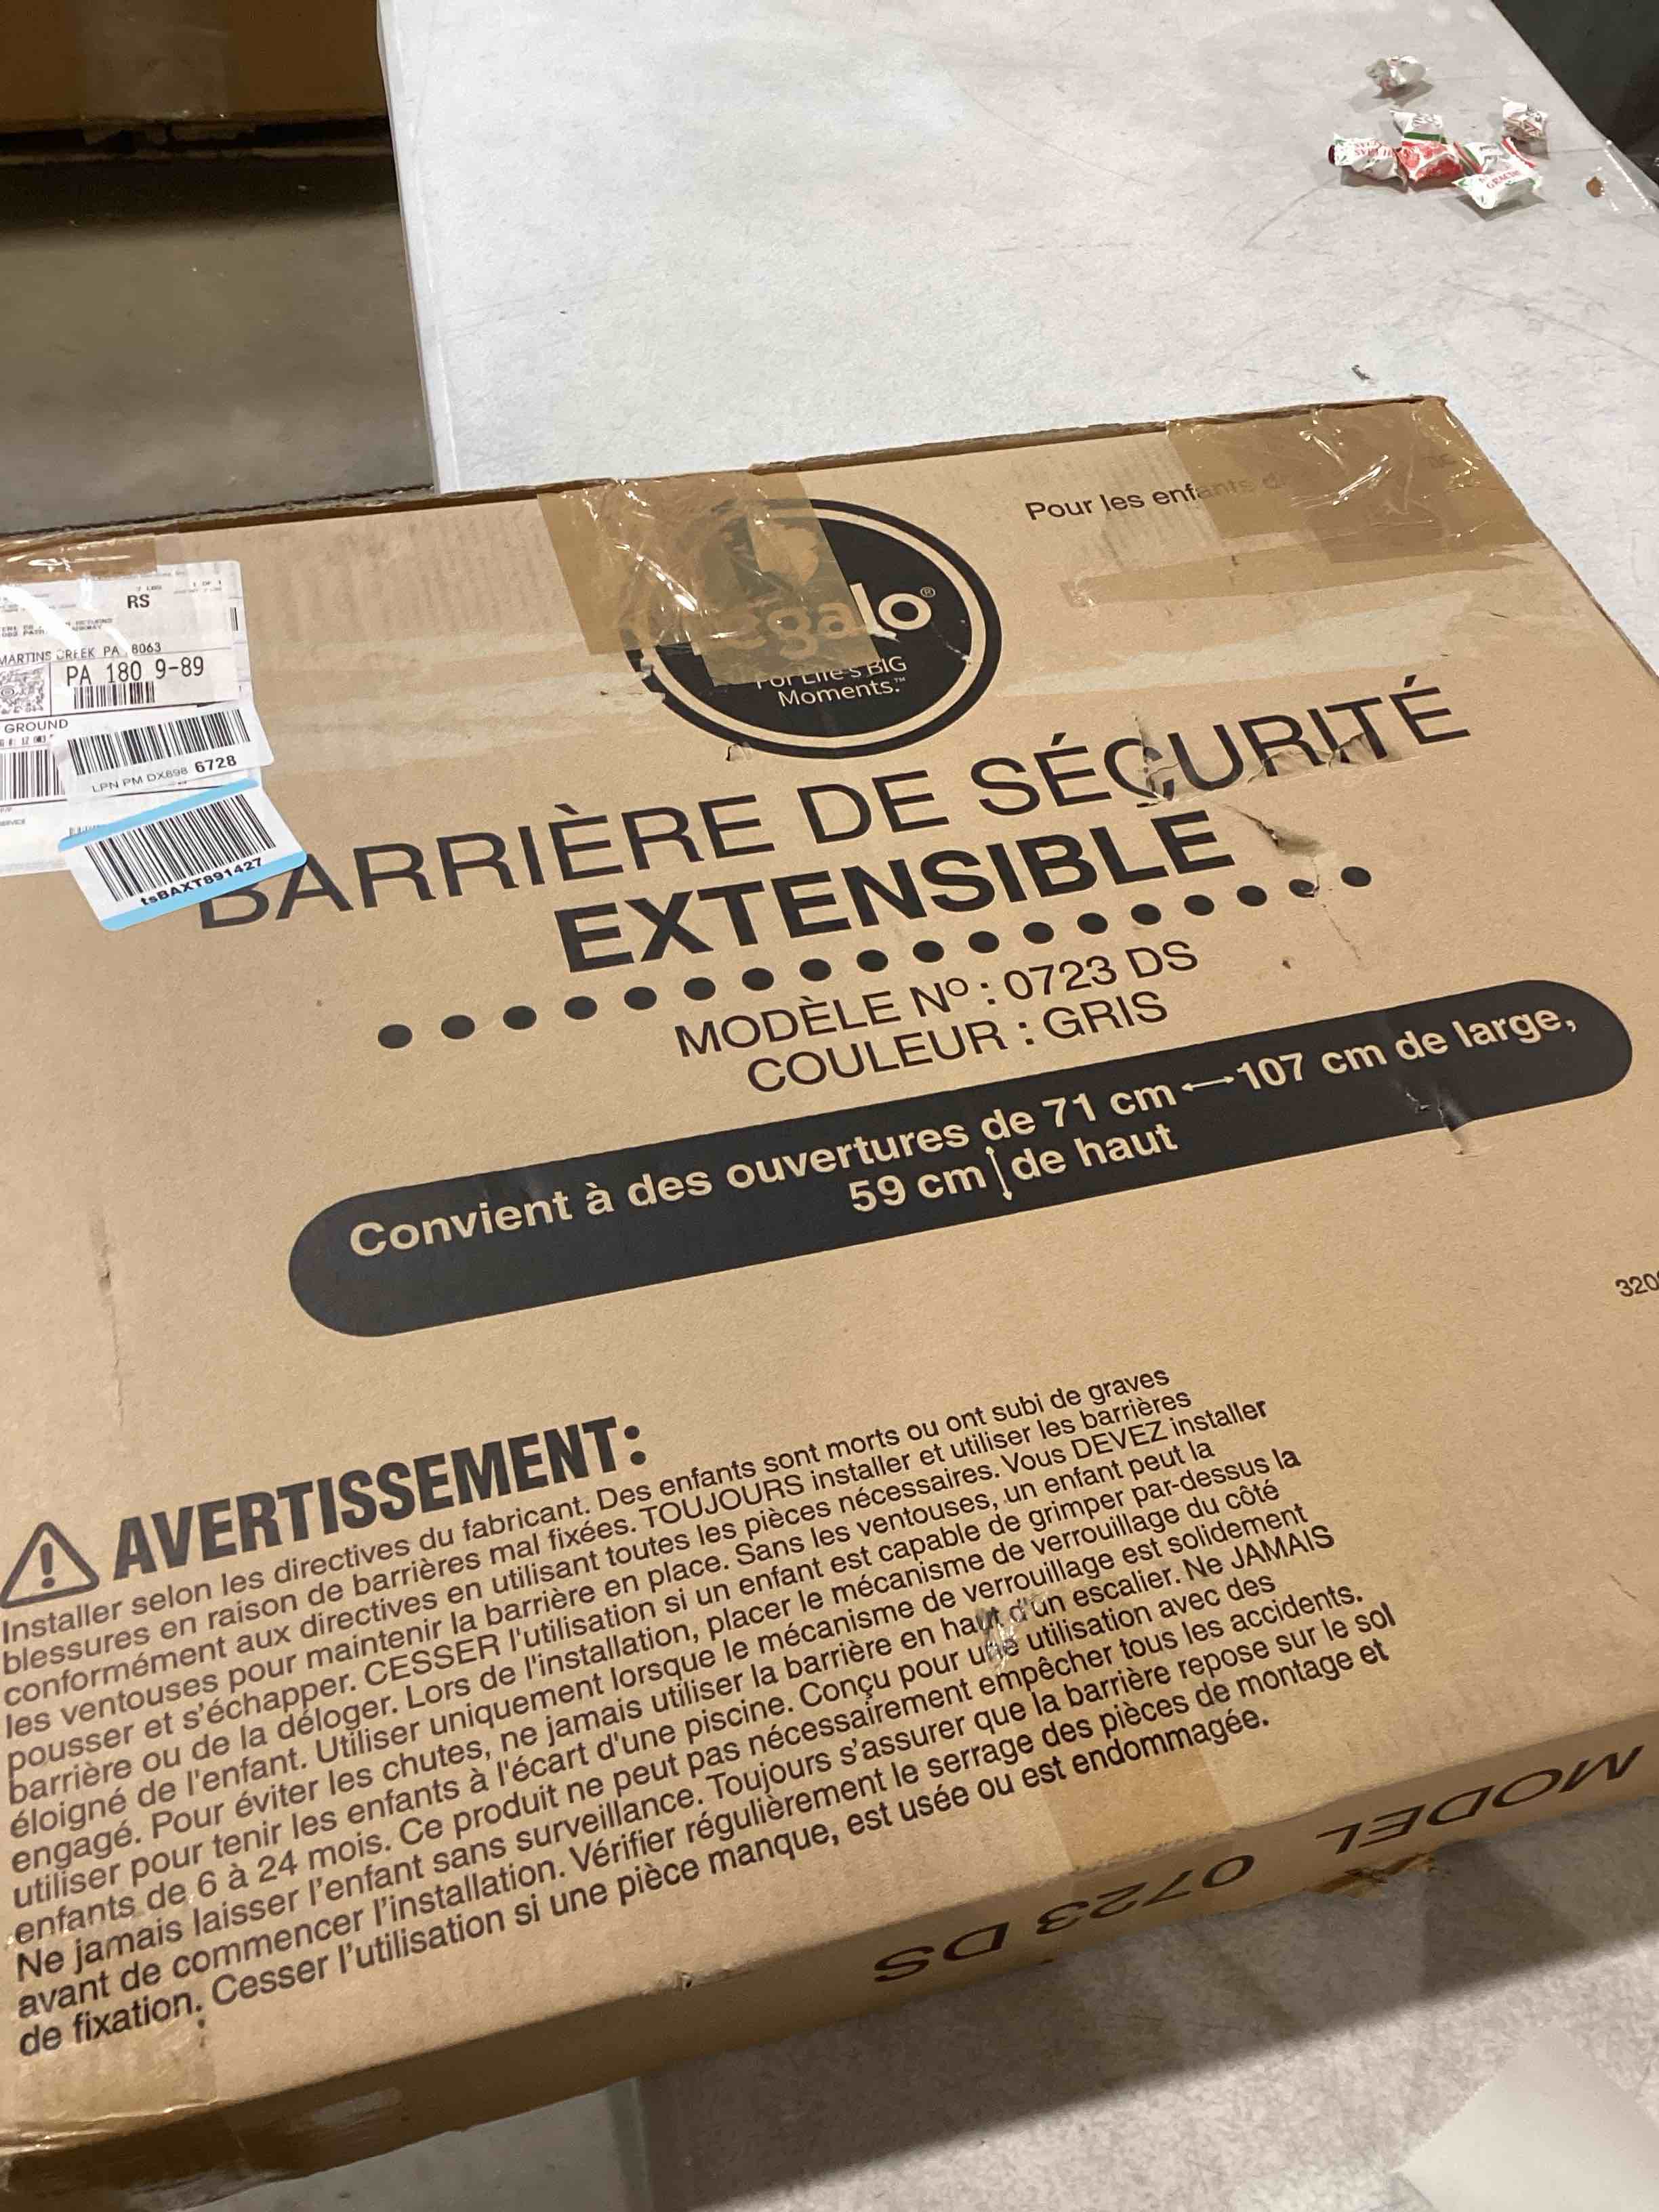 RS
MARTINS CREEK PA 8063
PA 180 9-89
GROUND
LPN PM DX898 6728
tsBAXT891427
Pour les enfants d
egalo®
For Life's BIG
Moments.™
BARRIÈRE DE SÉCURITÉ
EXTENSIBLE
MODÈLE Nº : 0723 DS
COULEUR : GRIS
Convient à des ouvertures de 71 cm↔107 cm de large,
59 cm↕de haut
320
⚠ AVERTISSEMENT:
Installer selon les directives du fabricant. Des enfants sont morts ou ont subi de graves
blessures en raison de barrières mal fixées. TOUJOURS installer et utiliser les barrières
conformément aux directives en utilisant toutes les pièces nécessaires. Vous DEVEZ installer
les ventouses pour maintenir la barrière en place. Sans les ventouses, un enfant peut la
pousser et s'échapper. CESSER l'utilisation si un enfant est capable de grimper par-dessus la
barrière ou de la déloger. Lors de l'installation, placer le mécanisme de verrouillage du côté
éloigné de l'enfant. Utiliser uniquement lorsque le mécanisme de verrouillage est solidement
engagé. Pour éviter les chutes, ne jamais utiliser la barrière en haut d'un escalier. Ne JAMAIS
utiliser pour tenir les enfants à l'écart d'une piscine. Conçu pour une utilisation avec des
enfants de 6 à 24 mois. Ce produit ne peut pas nécessairement empêcher tous les accidents.
Ne jamais laisser l'enfant sans surveillance. Toujours s'assurer que la barrière repose sur le sol
avant de commencer l'installation. Vérifier régulièrement le serrage des pièces de montage et
de fixation. Cesser l'utilisation si une pièce manque, est usée ou est endommagée.
MODEL 0723 DS